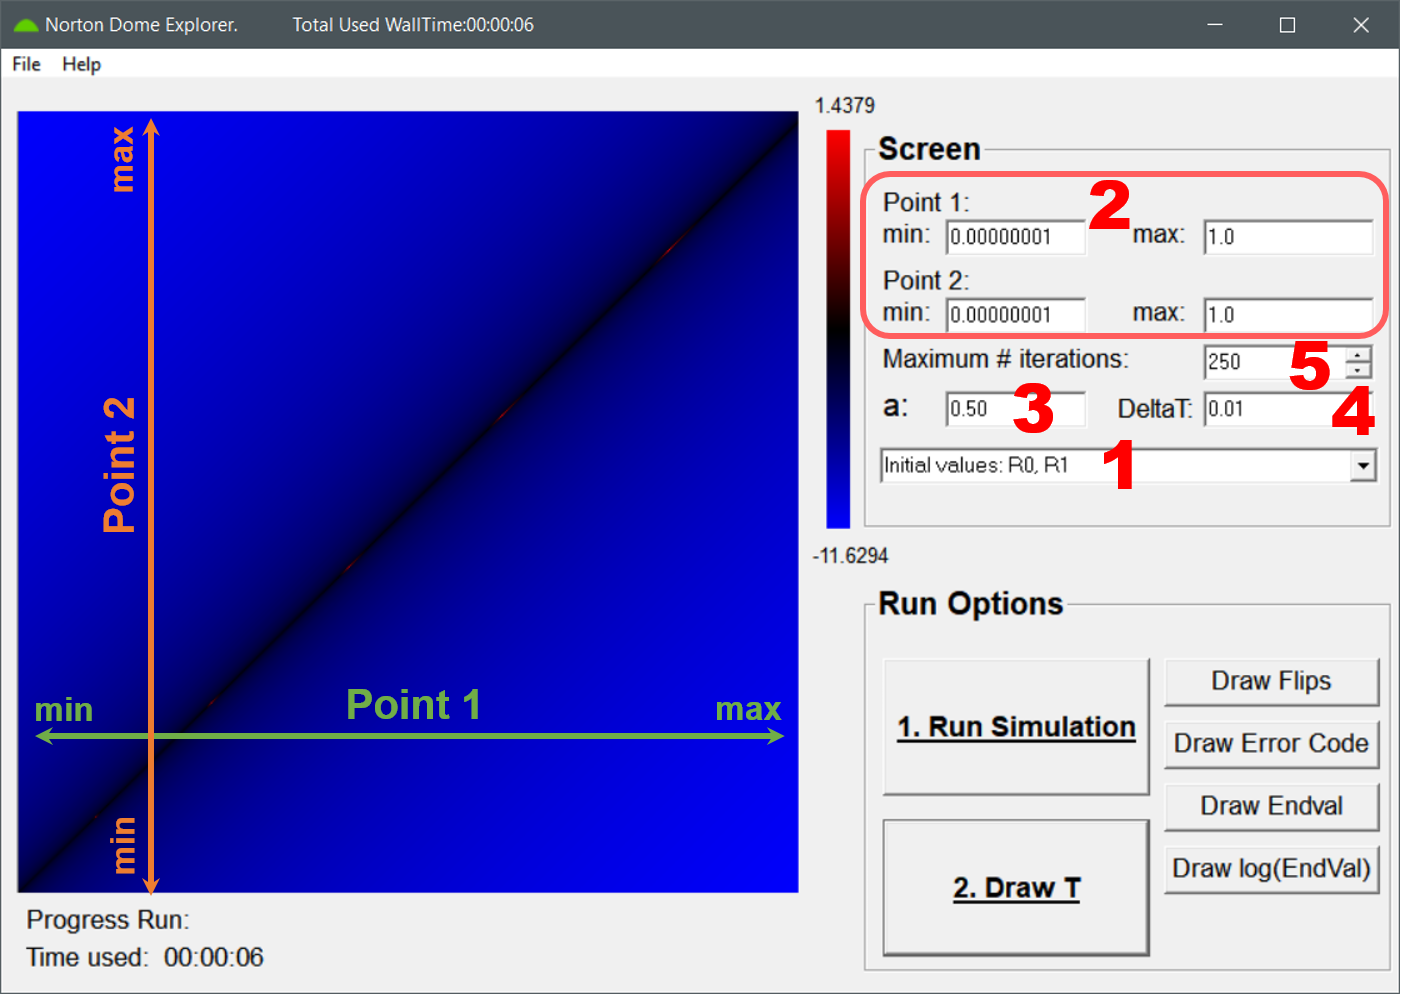 Norton Dome Explorer. Total Used WallTime:00:00:06
File Help
max
Point 2
min Point 1 max
min
Progress Run:
Time used: 00:00:06
1.4379
-11.6294
Screen
Point 1: 2
min: 0.00000001 max: 1.0
Point 2:
min: 0.00000001 max: 1.0
Maximum # iterations: 250 5
a: 0.50 3 DeltaT: 0.01 4
Initial values: R0, R1 1
Run Options
1. Run Simulation
2. Draw T
Draw Flips
Draw Error Code
Draw Endval
Draw log(EndVal)